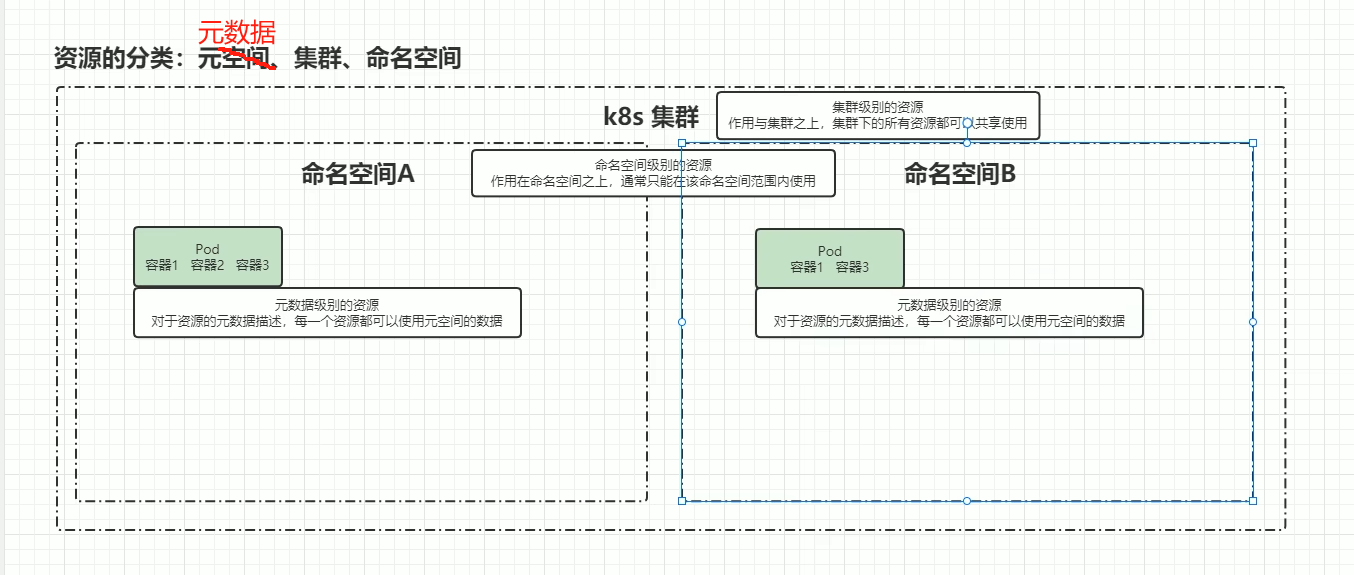 元数据
资源的分类：元空间、集群、命名空间
k8s 集群
集群级别的资源
作用与集群之上，集群下的所有资源都可以共享使用
命名空间A
命名空间级别的资源
作用在命名空间之上，通常只能在该命名空间范围内使用
命名空间B
Pod
容器1 容器2 容器3
元数据级别的资源
对于资源的元数据描述，每一个资源都可以使用元空间的数据
Pod
容器1 容器3
元数据级别的资源
对于资源的元数据描述，每一个资源都可以使用元空间的数据